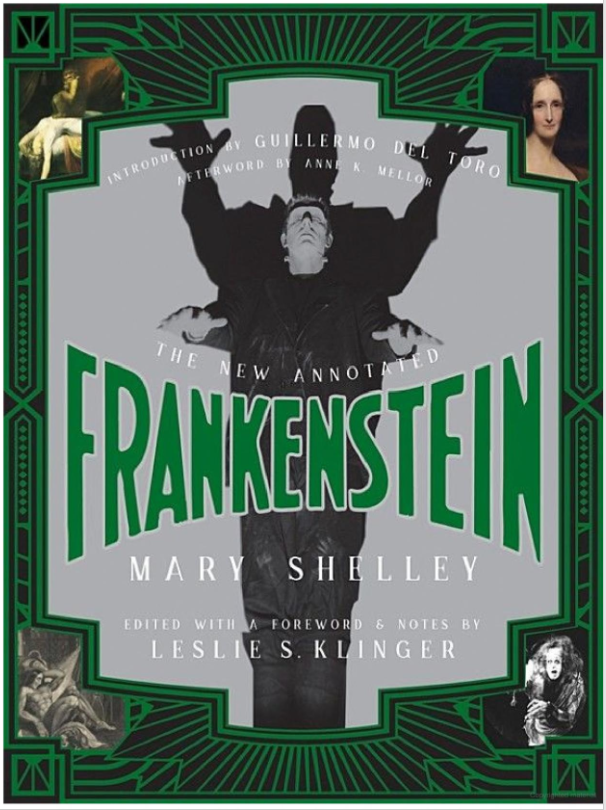 INTRODUCTION BY GUILLERMO DEL TORO
AFTERWORD BY ANNE K. MELLOR
THE NEW ANNOTATED
FRANKENSTEIN
MARY SHELLEY
EDITED WITH A FOREWORD & NOTES BY
LESLIE S. KLINGER